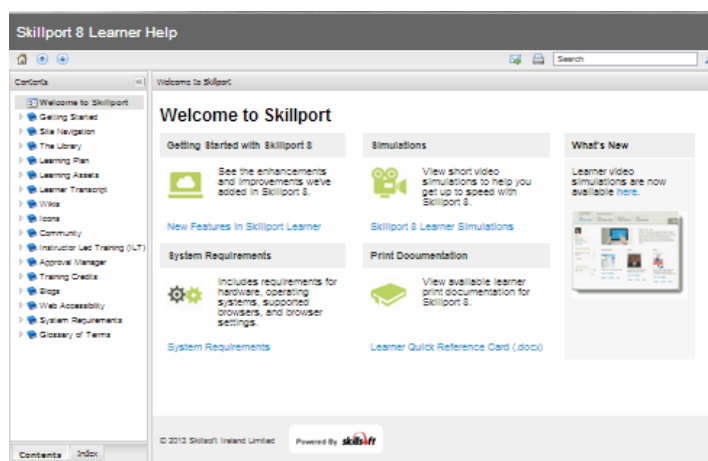 Skillport 8 Learner Help
Search
Contents
Welcome to Skillport
Welcome to Skillport
Getting Started
Site Navigation
The Library
Learning Plan
Learning Assets
Learner Transcript
Wikis
Icons
Community
Instructor Led Training (ILT)
Approval Manager
Training Credits
Blogs
Web Accessibility
System Requirements
Glossary of Terms
Contents
Index
Welcome to Skillport
Getting Started with Skillport 8
See the enhancements
and improvements we've
added in Skillport 8.
New Features in Skillport Learner
Simulations
View short video
simulations to help you
get up to speed with
Skillport 8.
Skillport 8 Learner Simulations
What's New
Learner video
simulations are now
available here.
System Requirements
Includes requirements for
hardware, operating
systems, supported
browsers, and browser
settings.
System Requirements
Print Documentation
View available learner
print documentation for
Skillport 8.
Learner Quick Reference Card (.docx)
© 2013 Skillsoft Ireland Limited
Powered By skillsoft